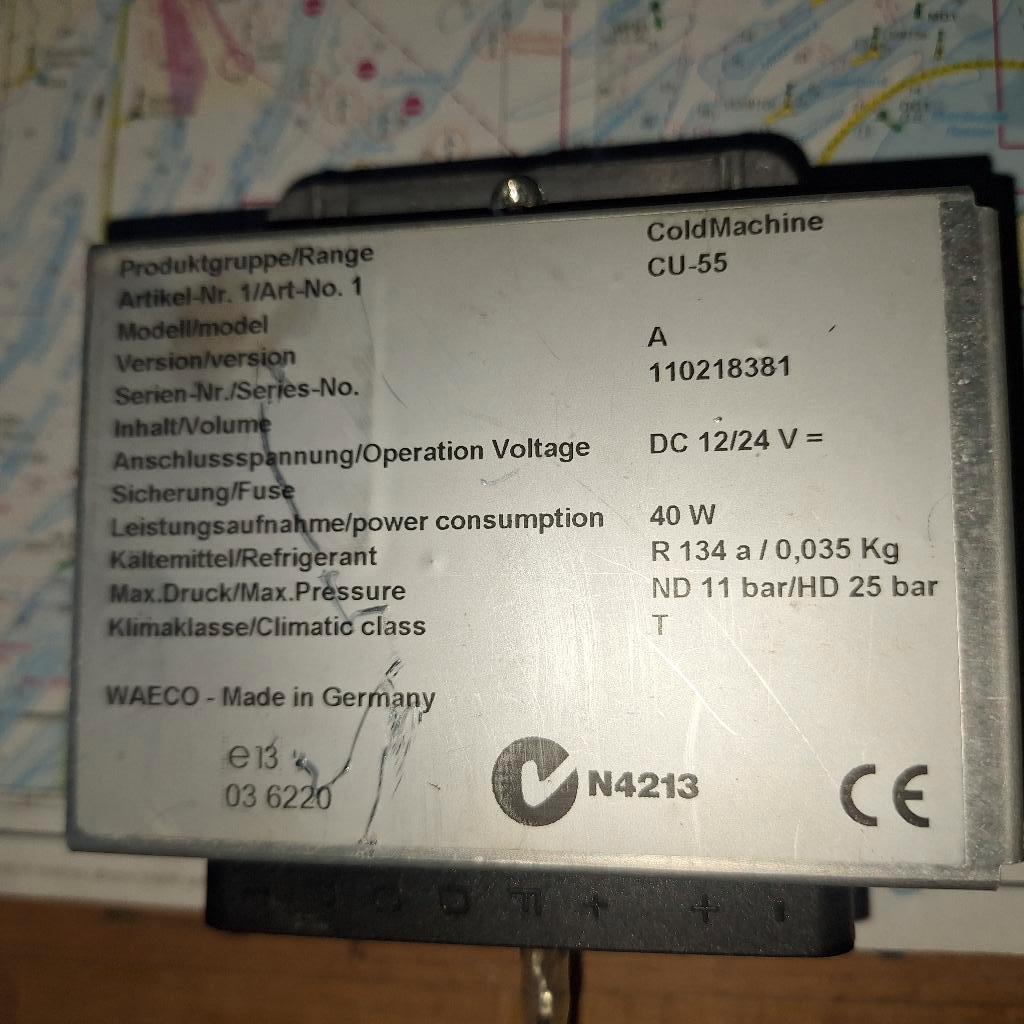 Produktgruppe/Range ColdMachine
Artikel-Nr. 1/Art-No. 1 CU-55
Modell/model
Version/version A
Serien-Nr./Series-No. 110218381
Inhalt/Volume
Anschlussspannung/Operation Voltage DC 12/24 V =
Sicherung/Fuse
Leistungsaufnahme/power consumption 40 W
Kältemittel/Refrigerant R 134 a / 0,035 Kg
Max.Druck/Max.Pressure ND 11 bar/HD 25 bar
Klimaklasse/Climatic class T
WAECO - Made in Germany
e13
03 6220
N4213
CE